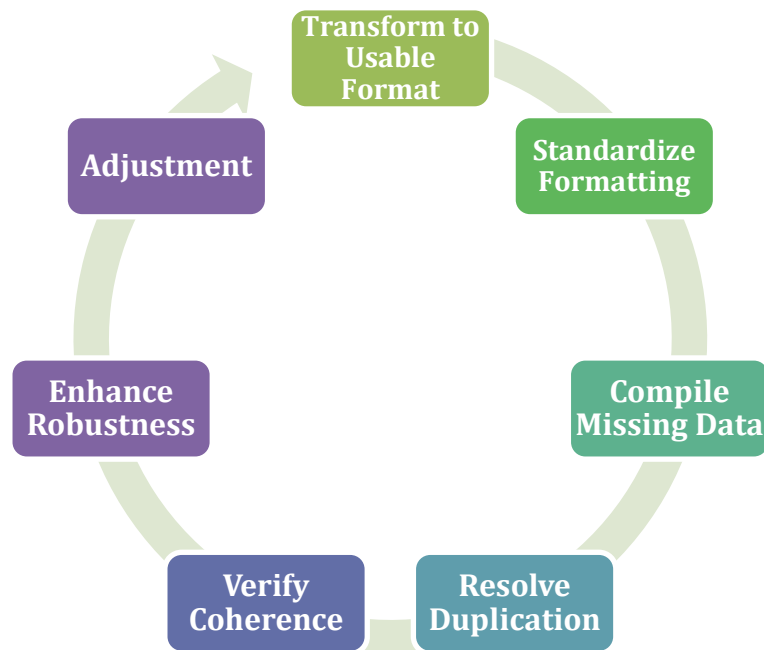 Transform to
Usable
Format
Standardize
Formatting
Compile
Missing Data
Resolve
Duplication
Verify
Coherence
Enhance
Robustness
Adjustment